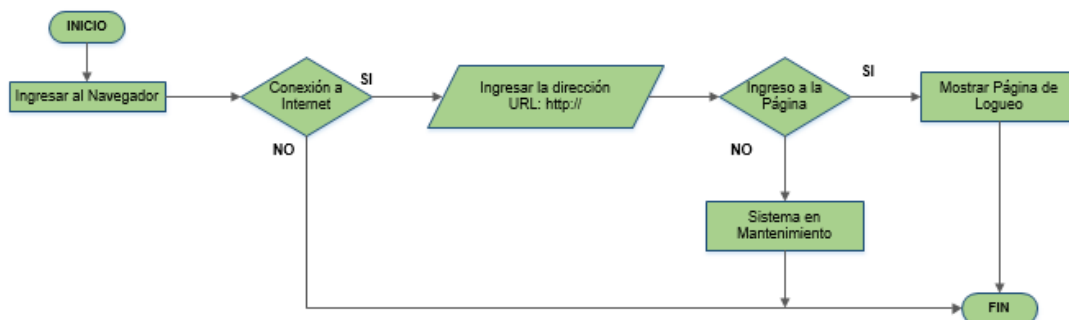 INICIO
Ingresar al Navegador
Conexión a
Internet
SI
NO
Ingresar la dirección
URL: http://
Ingreso a la
Página
SI
NO
Mostrar Página de
Logueo
Sistema en
Mantenimiento
FIN